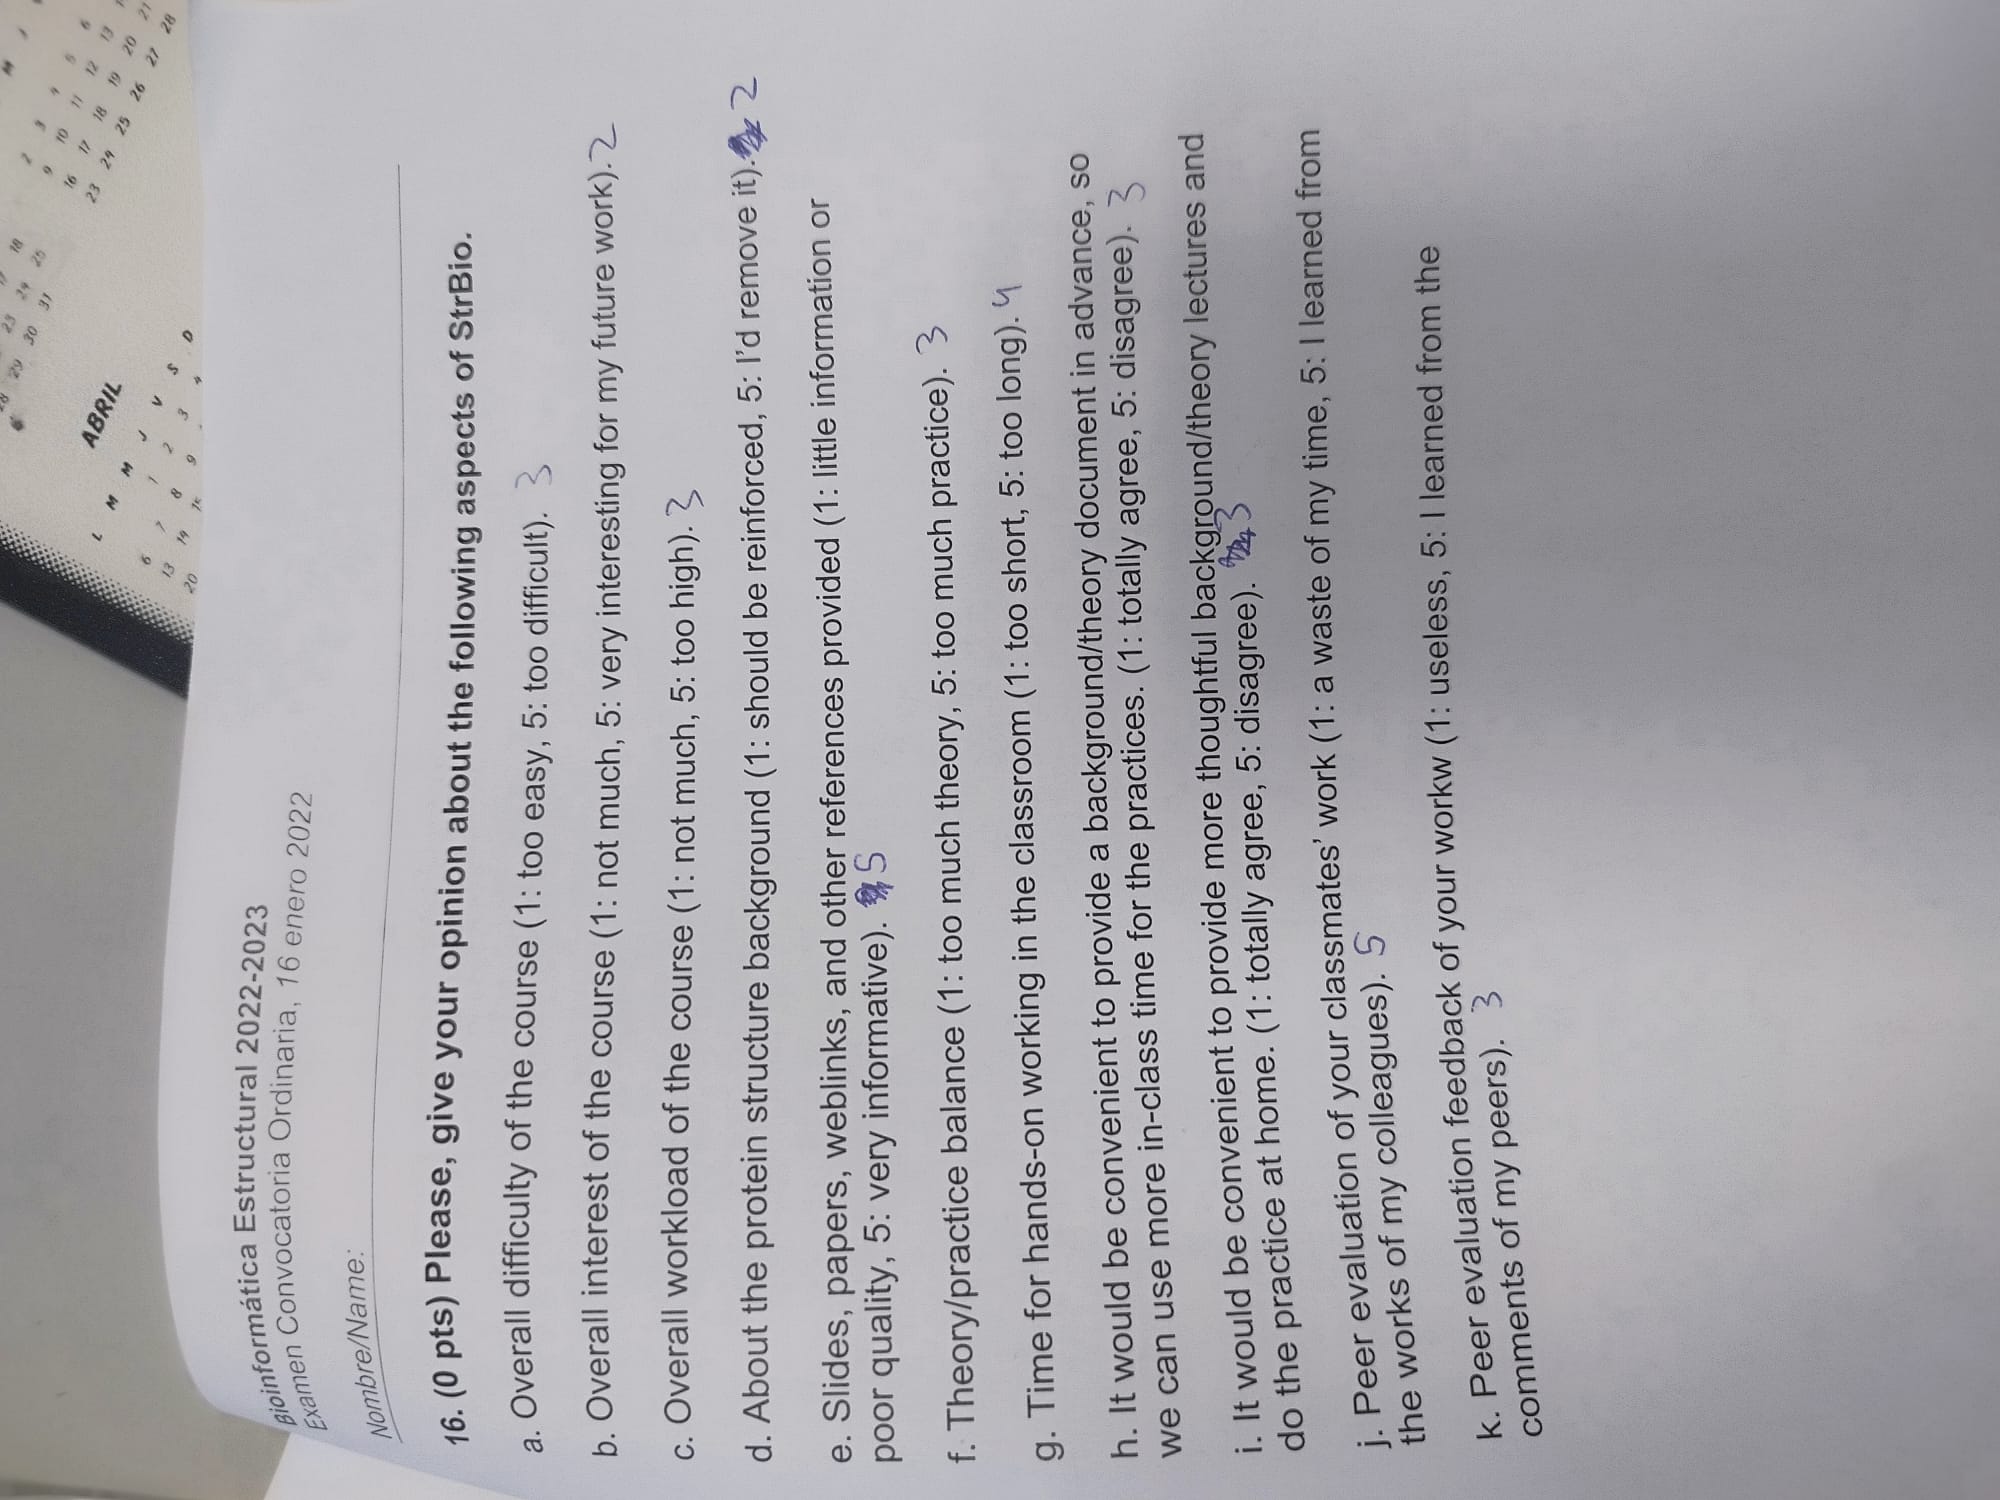 Bioinformática Estructural 2022-2023
Examen Convocatoria Ordinaria, 16 enero 2022
Nombre/Name:
16. (0 pts) Please, give your opinion about the following aspects of StrBio.
a. Overall difficulty of the course (1: too easy, 5: too difficult). 3
b. Overall interest of the course (1: not much, 5: very interesting for my future work). 2
c. Overall workload of the course (1: not much, 5: too high). 3
d. About the protein structure background (1: should be reinforced, 5: I'd remove it). 2
e. Slides, papers, weblinks, and other references provided (1: little information or
poor quality, 5: very informative). 5
f. Theory/practice balance (1: too much theory, 5: too much practice). 3
g. Time for hands-on working in the classroom (1: too short, 5: too long). 4
h. It would be convenient to provide a background/theory document in advance, so
we can use more in-class time for the practices. (1: totally agree, 5: disagree). 3
i. It would be convenient to provide more thoughtful background/theory lectures and
do the practice at home. (1: totally agree, 5: disagree). 3
j. Peer evaluation of your classmates' work (1: a waste of my time, 5: I learned from
the works of my colleagues). 5
k. Peer evaluation feedback of your workw (1: useless, 5: I learned from the
comments of my peers). 3
ABRIL
L M M J V S D